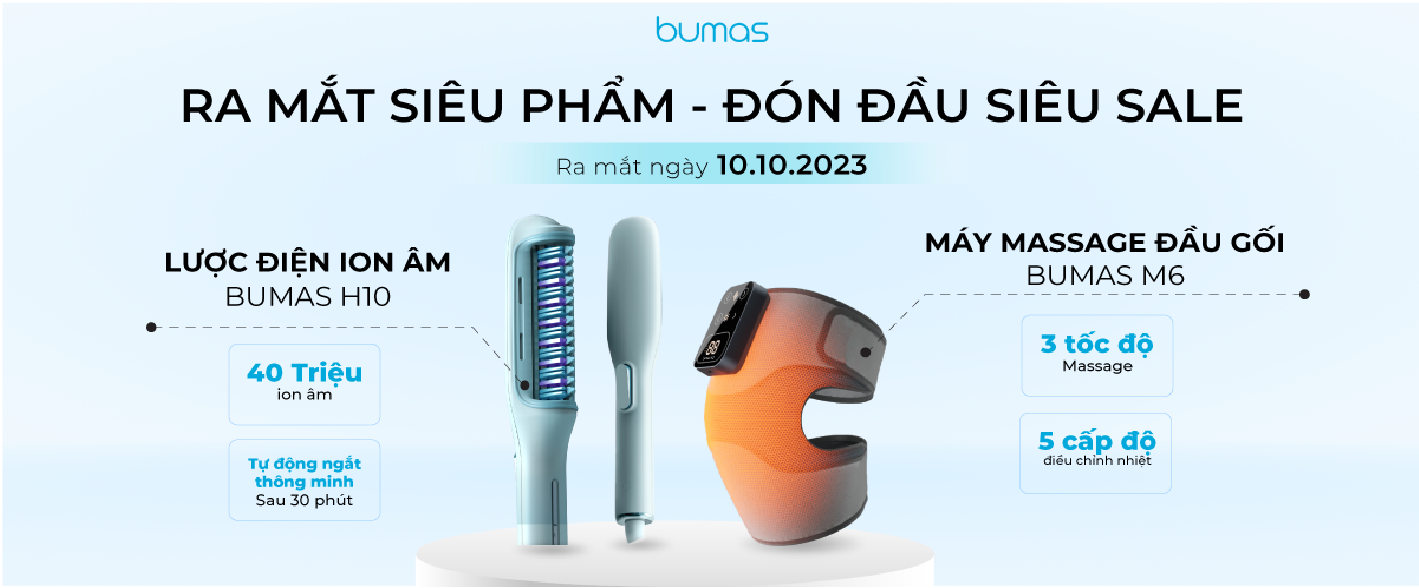 bumas
RA MẮT SIÊU PHẨM - ĐÓN ĐẦU SIÊU SALE
Ra mắt ngày 10.10.2023
LƯỢC ĐIỆN ION ÂM
BUMAS H10
40 Triệu
ion âm
Tự động ngắt
thông minh
Sau 30 phút
MÁY MASSAGE ĐẦU GỐI
BUMAS M6
3 tốc độ
Massage
5 cấp độ
điều chỉnh nhiệt
88